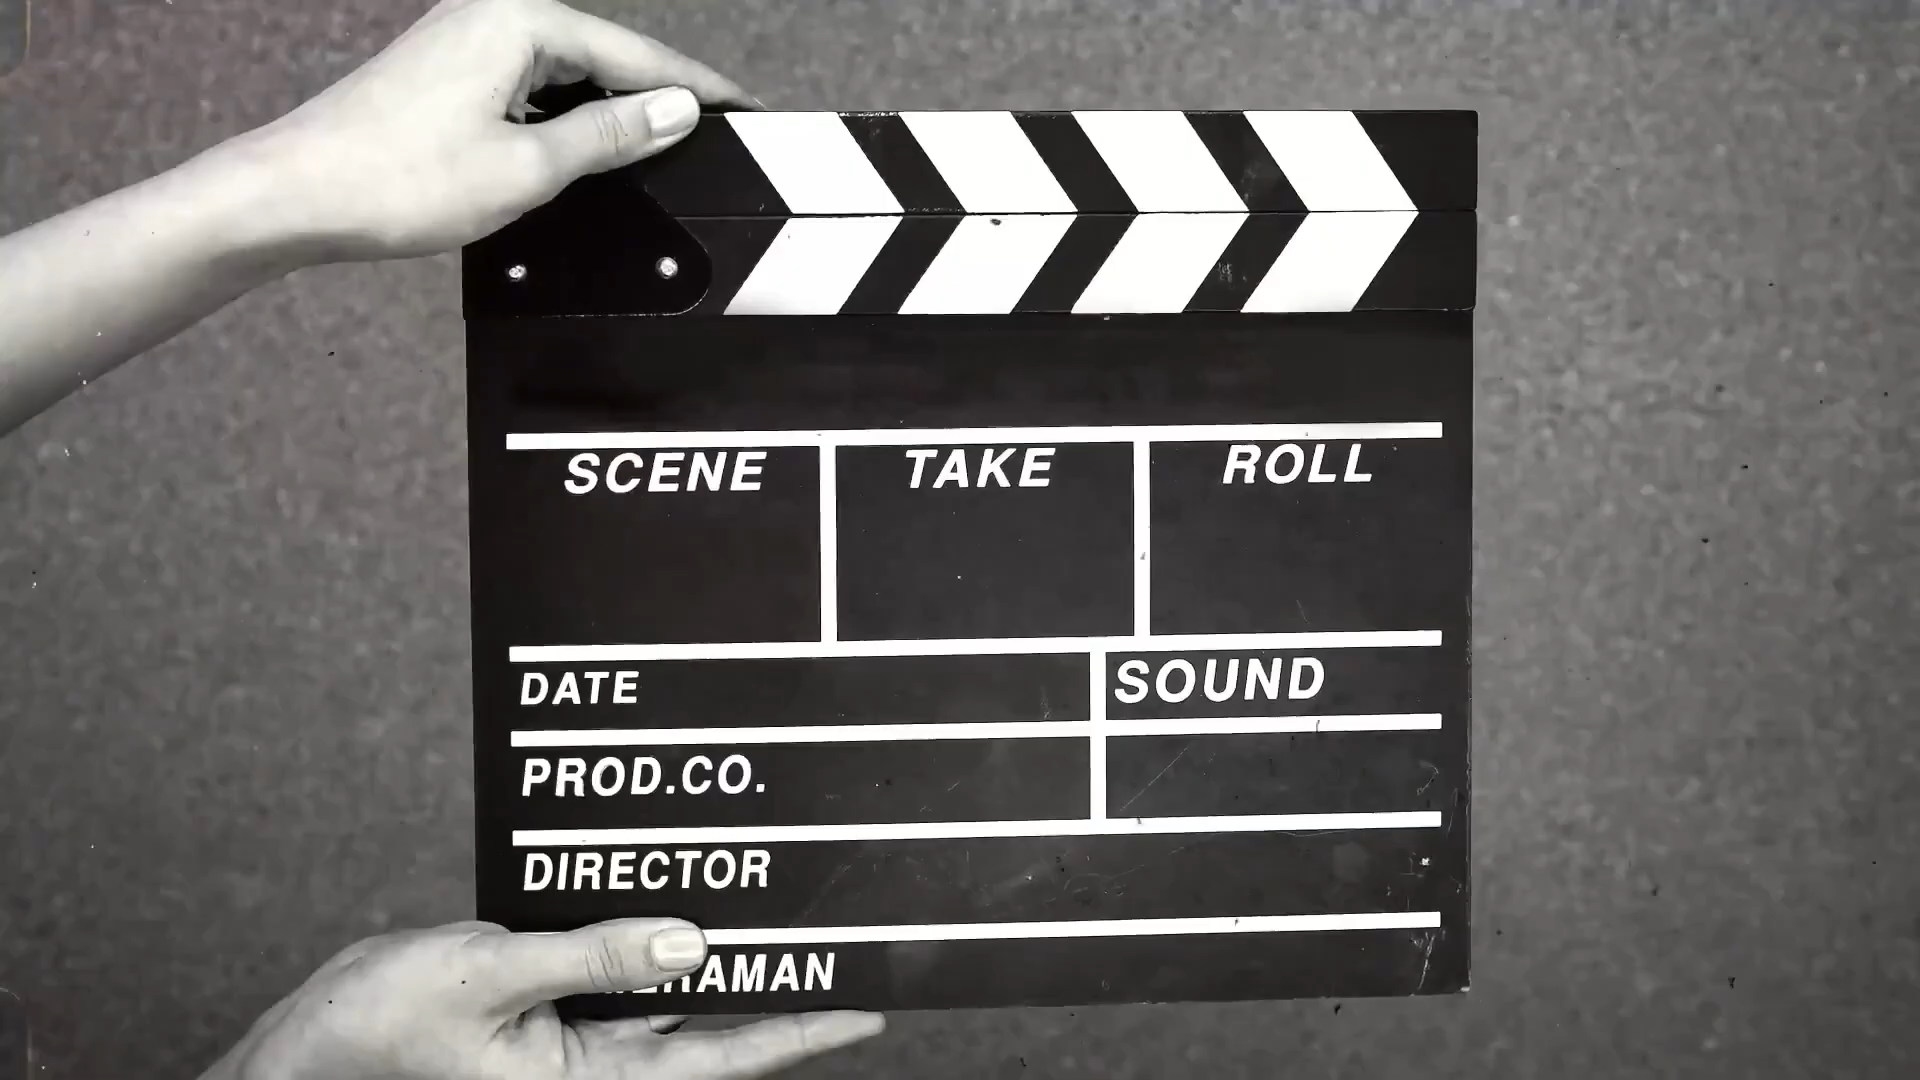 SCENE TAKE ROLL
DATE SOUND
PROD.CO.
DIRECTOR